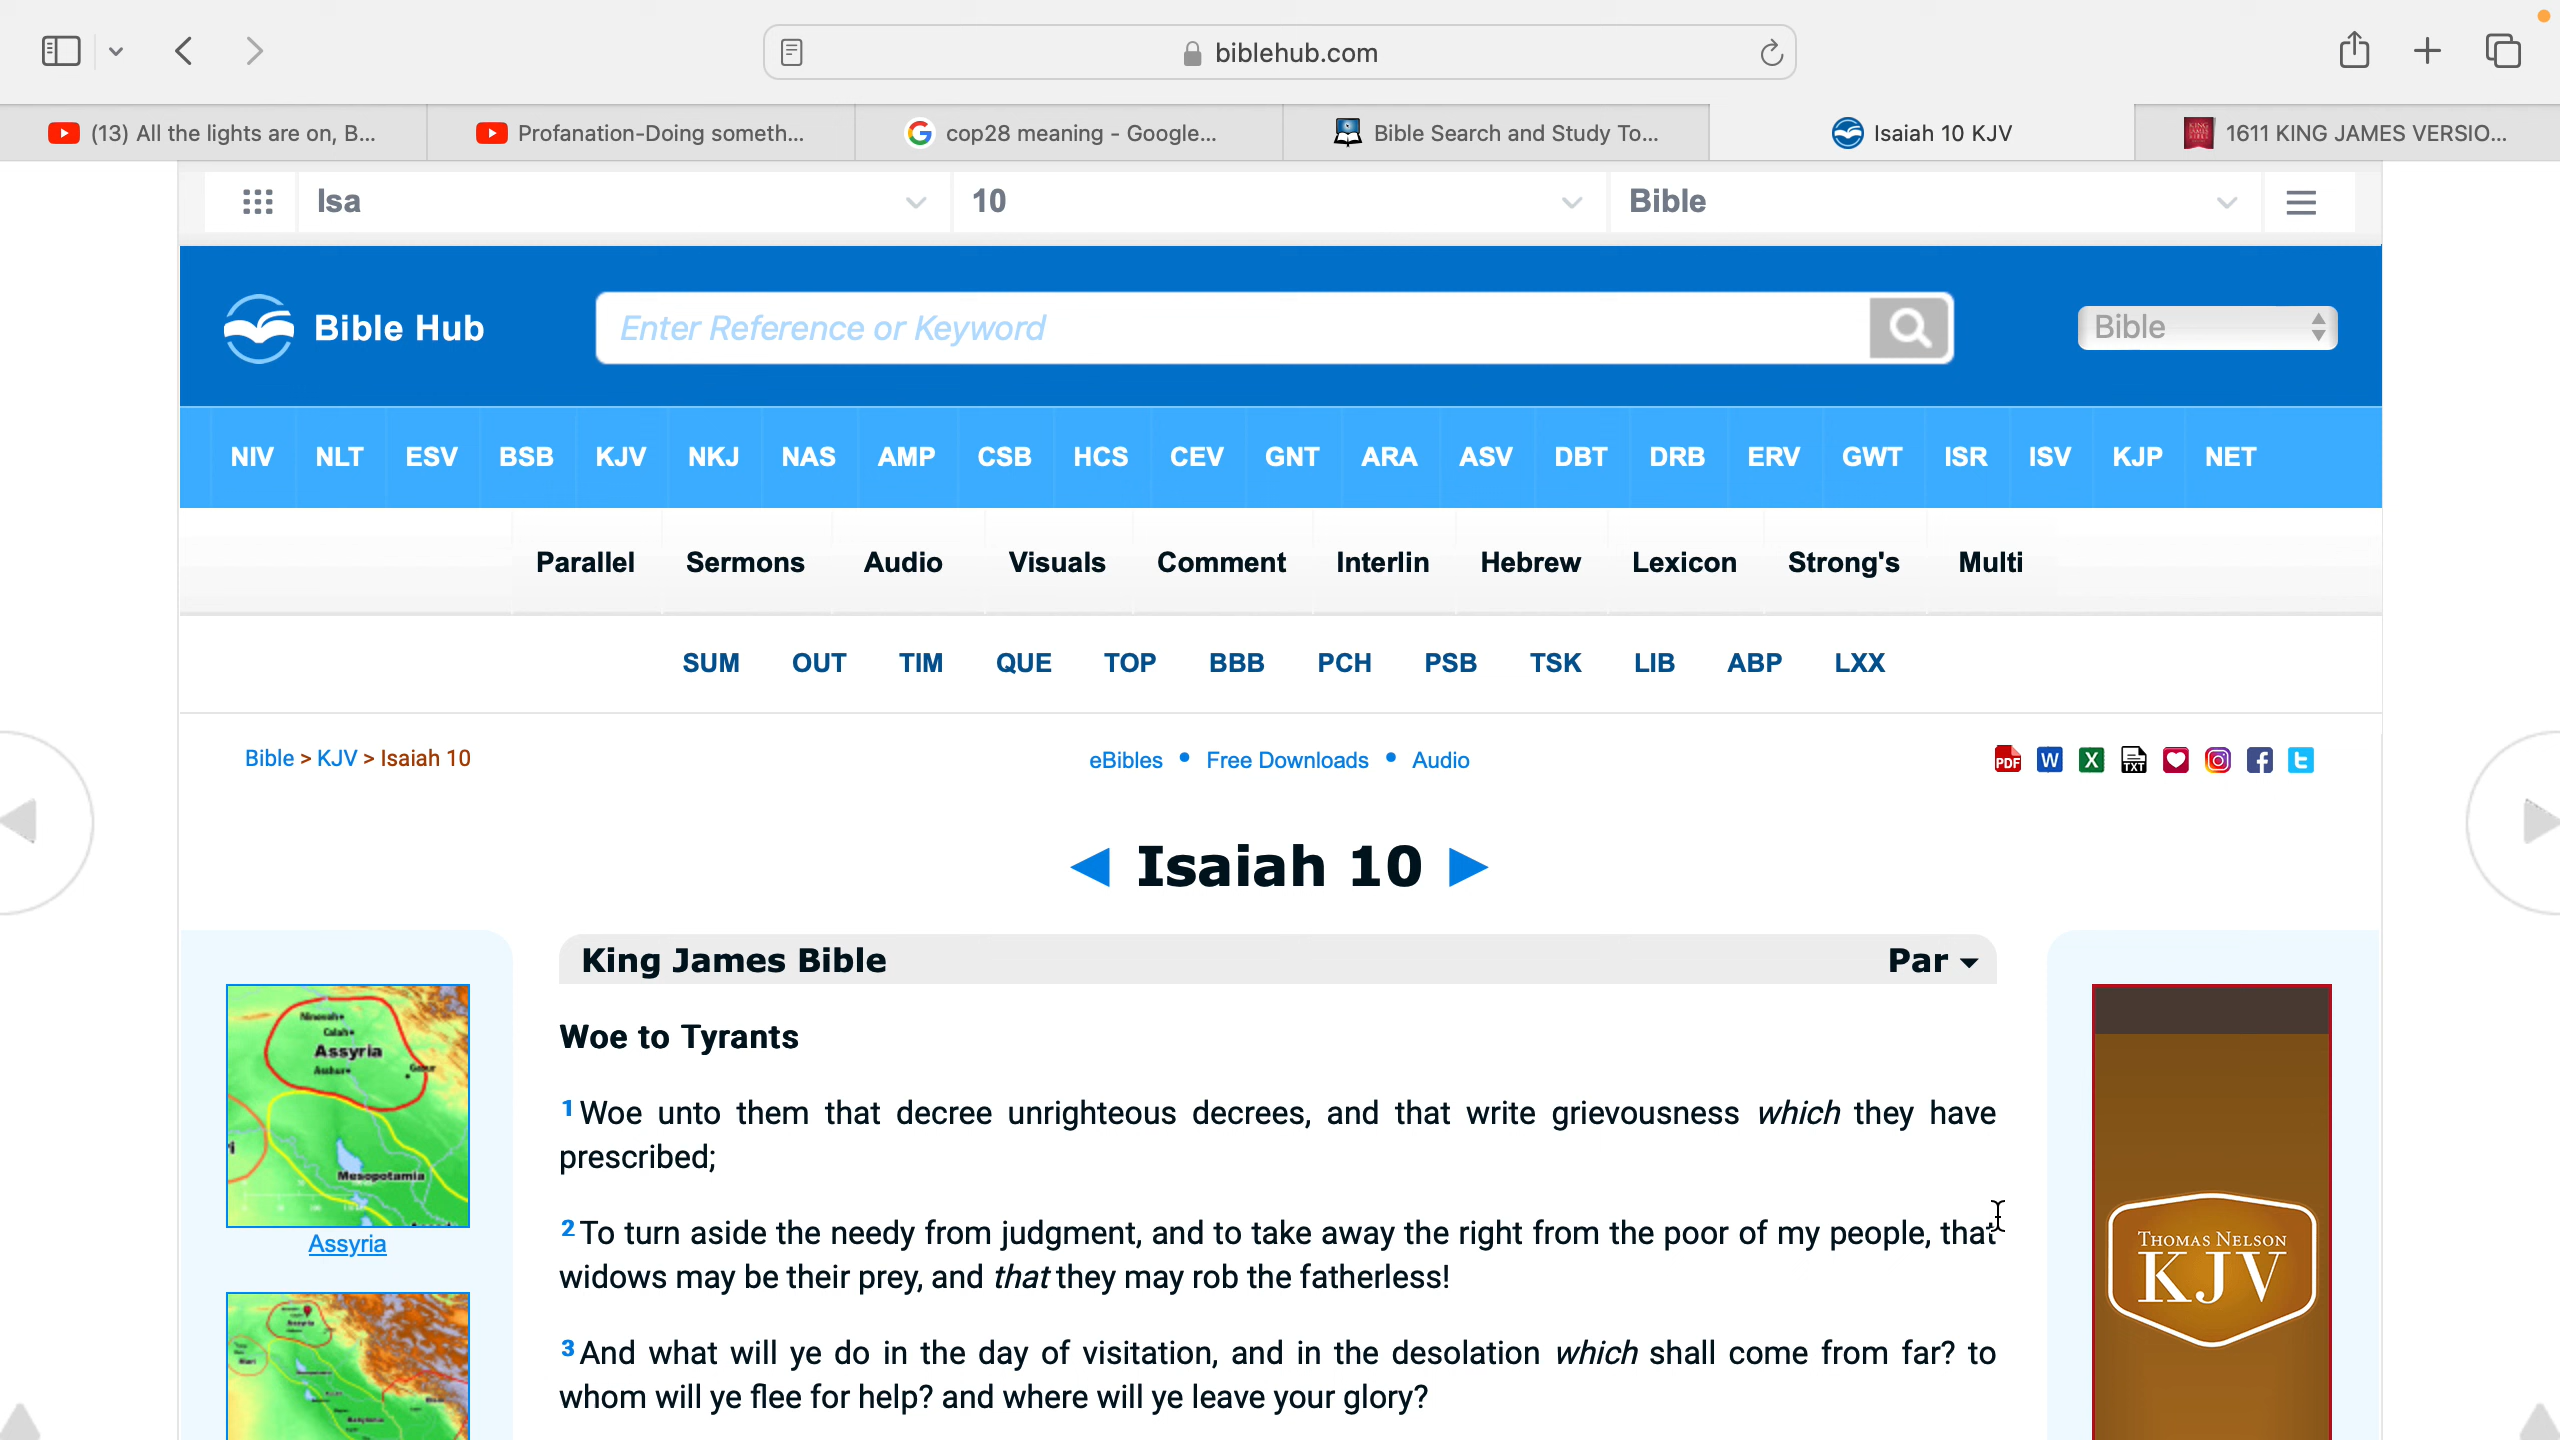 biblehub.com
(13) All the lights are on, B...
Profanation-Doing someth...
cop28 meaning - Google...
Bible Search and Study To...
Isaiah 10 KJV
1611 KING JAMES VERSIO...
Isa
10
Bible
Bible Hub
Enter Reference or Keyword
Bible
NIV NLT ESV BSB KJV NKJ NAS AMP CSB HCS CEV GNT ARA ASV DBT DRB ERV GWT ISR ISV KJP NET
Parallel Sermons Audio Visuals Comment Interlin Hebrew Lexicon Strong's Multi
SUM OUT TIM QUE TOP BBB PCH PSB TSK LIB ABP LXX
Bible > KJV > Isaiah 10
eBibles • Free Downloads • Audio
PDF W X TXT
◀ Isaiah 10 ▶
King James Bible
Par
Woe to Tyrants
1 Woe unto them that decree unrighteous decrees, and that write grievousness which they have
prescribed;
2 To turn aside the needy from judgment, and to take away the right from the poor of my people, that
widows may be their prey, and that they may rob the fatherless!
3 And what will ye do in the day of visitation, and in the desolation which shall come from far? to
whom will ye flee for help? and where will ye leave your glory?
Nineveh
Calah
Assyria
Asshur
Mesopotamia
Assyria
THOMAS NELSON
KJV